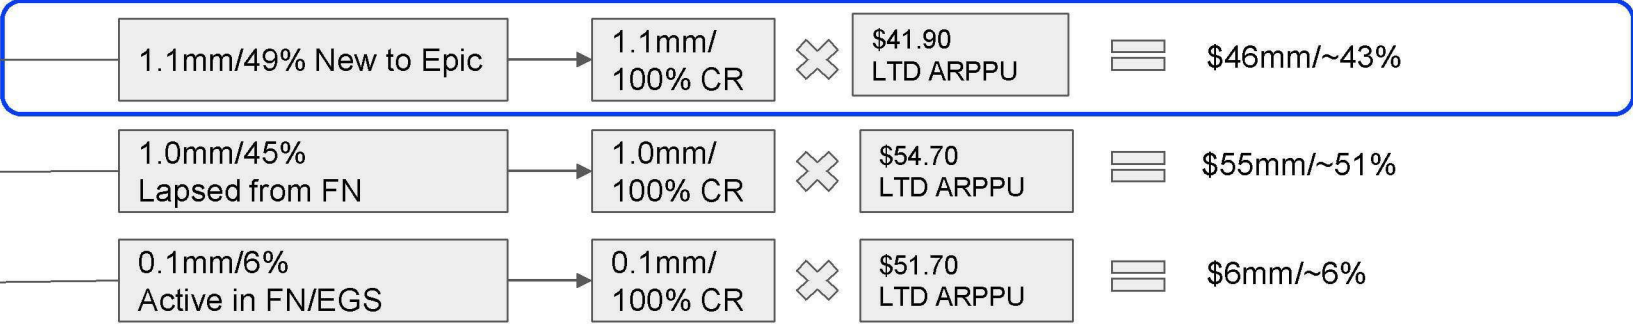 1.1mm/49% New to Epic
1.1mm/
100% CR
$41.90
LTD ARPPU
$46mm/~43%
1.0mm/45%
Lapsed from FN
1.0mm/
100% CR
$54.70
LTD ARPPU
$55mm/~51%
0.1mm/6%
Active in FN/EGS
0.1mm/
100% CR
$51.70
LTD ARPPU
$6mm/~6%